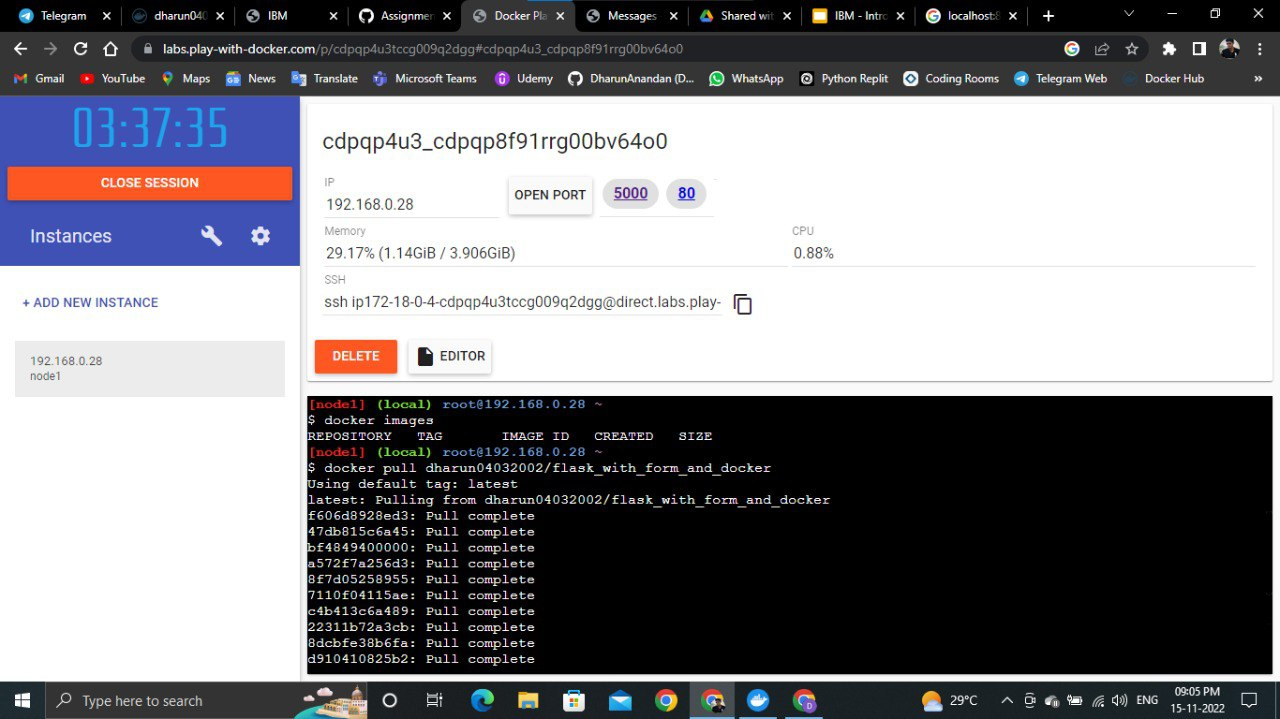 Telegram
dharun040
IBM
Assignmen
Docker Pla
Messages
Shared wit
IBM - Intro
localhost:8
labs.play-with-docker.com/p/cdpqp4u3tccg009q2dgg#cdpqp4u3_cdpqp8f91rrg00bv64o0
Gmail
YouTube
Maps
News
Translate
Microsoft Teams
Udemy
DharunAnandan (D...
WhatsApp
Python Replit
Coding Rooms
Telegram Web
Docker Hub
»
03:37:35
CLOSE SESSION
Instances
+ ADD NEW INSTANCE
192.168.0.28
node1
cdpqp4u3_cdpqp8f91rrg00bv64o0
IP
192.168.0.28
OPEN PORT
5000
80
Memory
29.17% (1.14GiB / 3.906GiB)
CPU
0.88%
SSH
ssh ip172-18-0-4-cdpqp4u3tccg009q2dgg@direct.labs.play-
DELETE
EDITOR
[node1] (local) root@192.168.0.28 ~
$ docker images
REPOSITORY   TAG       IMAGE ID   CREATED   SIZE
[node1] (local) root@192.168.0.28 ~
$ docker pull dharun04032002/flask_with_form_and_docker
Using default tag: latest
latest: Pulling from dharun04032002/flask_with_form_and_docker
f606d8928ed3: Pull complete
47db815c6a45: Pull complete
bf4849400000: Pull complete
a572f7a256d3: Pull complete
8f7d05258955: Pull complete
7110f04115ae: Pull complete
c4b413c6a489: Pull complete
22311b72a3cb: Pull complete
8dcbfe38b6fa: Pull complete
d910410825b2: Pull complete
Type here to search
29°C
ENG
09:05 PM
15-11-2022